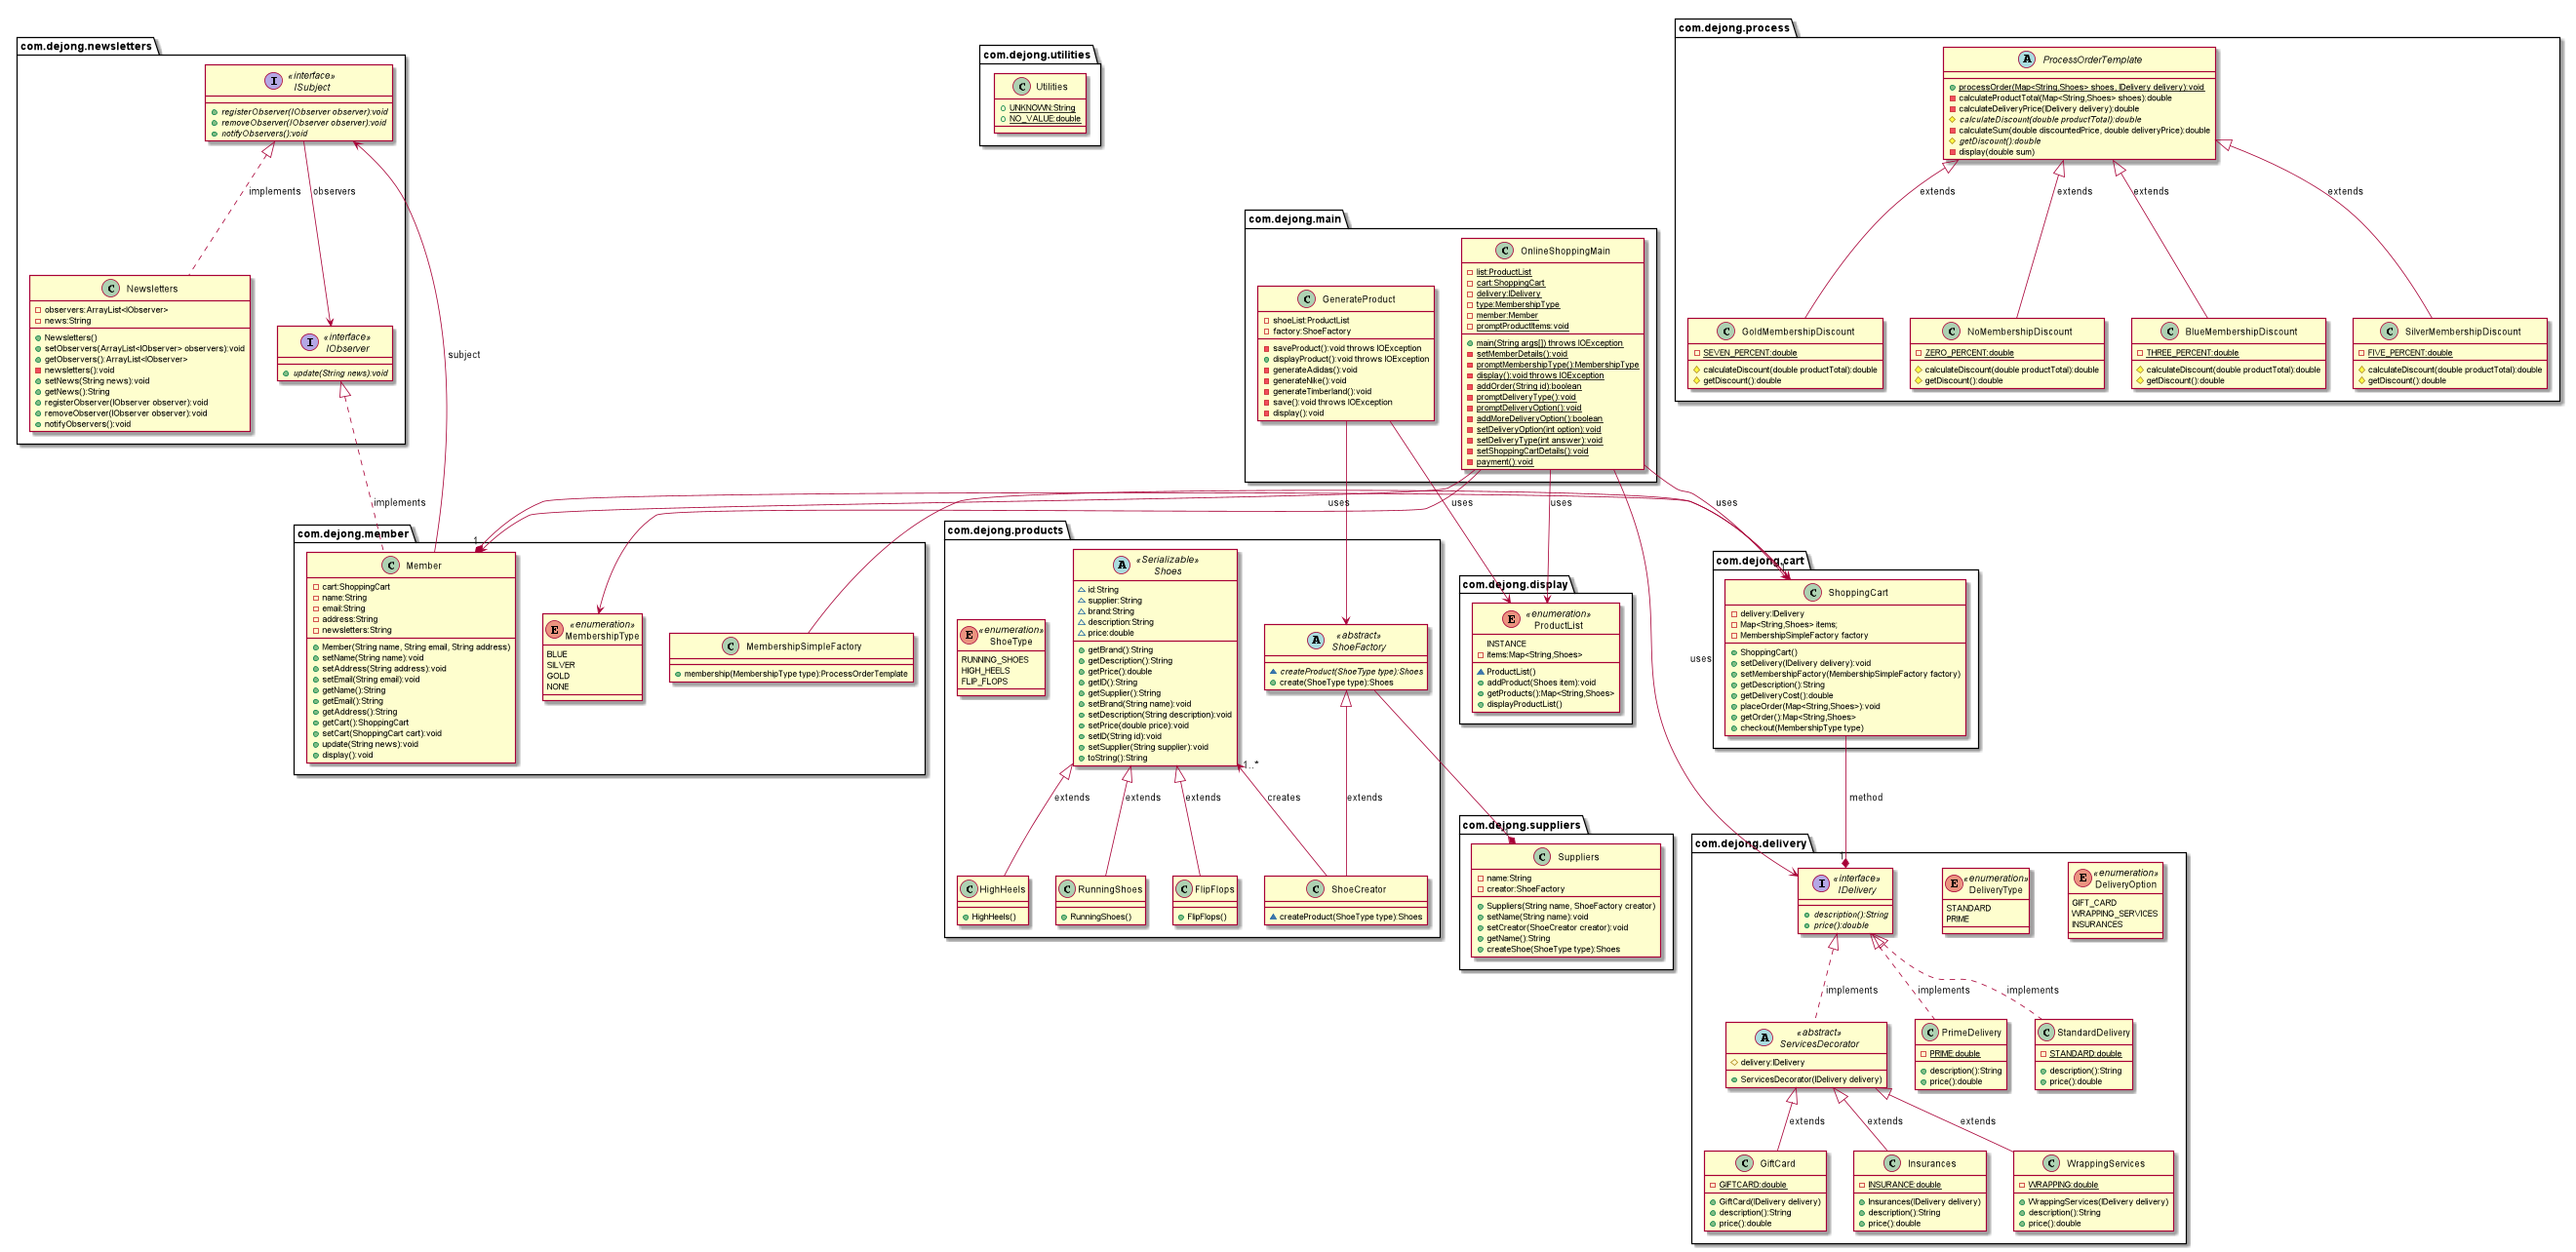 com.dejong.newsletters
I
«interface»
ISubject
registerObserver(IObserver observer):void
removeObserver(IObserver observer):void
notifyObservers():void
implements
observers
C
Newsletters
observers:ArrayList<IObserver>
news:String
Newsletters()
setObservers(ArrayList<IObserver> observers):void
getObservers():ArrayList<IObserver>
newsletters():void
setNews(String news):void
getNews():String
registerObserver(IObserver observer):void
removeObserver(IObserver observer):void
notifyObservers():void
I
«interface»
IObserver
update(String news):void
subject
implements
com.dejong.utilities
C
Utilities
UNKNOWN:String
NO_VALUE:double
com.dejong.process
A
ProcessOrderTemplate
processOrder(Map<String,Shoes> shoes, IDelivery delivery):void
calculateProductTotal(Map<String,Shoes> shoes):double
calculateDeliveryPrice(IDelivery delivery):double
calculateDiscount(double productTotal):double
calculateSum(double discountedPrice, double deliveryPrice):double
getDiscount():double
display(double sum)
extends
extends
extends
extends
C
GoldMembershipDiscount
SEVEN_PERCENT:double
calculateDiscount(double productTotal):double
getDiscount():double
C
NoMembershipDiscount
ZERO_PERCENT:double
calculateDiscount(double productTotal):double
getDiscount():double
C
BlueMembershipDiscount
THREE_PERCENT:double
calculateDiscount(double productTotal):double
getDiscount():double
C
SilverMembershipDiscount
FIVE_PERCENT:double
calculateDiscount(double productTotal):double
getDiscount():double
com.dejong.main
C
GenerateProduct
shoeList:ProductList
factory:ShoeFactory
saveProduct():void throws IOException
displayProduct():void throws IOException
generateAdidas():void
generateNike():void
generateTimberland():void
save():void throws IOException
display():void
C
OnlineShoppingMain
list:ProductList
cart:ShoppingCart
delivery:IDelivery
type:MembershipType
member:Member
promptProductItems:void
main(String args[]) throws IOException
setMemberDetails():void
promptMembershipType():MembershipType
display():void throws IOException
addOrder(String id):boolean
promptDeliveryType():void
promptDeliveryOption():void
addMoreDeliveryOption():boolean
setDeliveryOption(int option):void
setDeliveryType(int answer):void
setShoppingCartDetails():void
payment():void
uses
uses
uses
uses
uses
com.dejong.member
1
C
Member
cart:ShoppingCart
name:String
email:String
address:String
newsletters:String
Member(String name, String email, String address)
setName(String name):void
setAddress(String address):void
setEmail(String email):void
getName():String
getEmail():String
getAddress():String
getCart():ShoppingCart
setCart(ShoppingCart cart):void
update(String news):void
display():void
E
«enumeration»
MembershipType
BLUE
SILVER
GOLD
NONE
C
MembershipSimpleFactory
membership(MembershipType type):ProcessOrderTemplate
com.dejong.products
E
«enumeration»
ShoeType
RUNNING_SHOES
HIGH_HEELS
FLIP_FLOPS
A
«Serializable»
Shoes
id:String
supplier:String
brand:String
description:String
price:double
getBrand():String
getDescription():String
getPrice():double
getID():String
getSupplier():String
setBrand(String name):void
setDescription(String description):void
setPrice(double price):void
setID(String id):void
setSupplier(String supplier):void
toString():String
A
«abstract»
ShoeFactory
createProduct(ShoeType type):Shoes
create(ShoeType type):Shoes
1..*
extends
extends
extends
creates
extends
C
HighHeels
HighHeels()
C
RunningShoes
RunningShoes()
C
FlipFlops
FlipFlops()
C
ShoeCreator
createProduct(ShoeType type):Shoes
com.dejong.display
E
«enumeration»
ProductList
INSTANCE
items:Map<String,Shoes>
ProductList()
addProduct(Shoes item):void
getProducts():Map<String,Shoes>
displayProductList()
com.dejong.suppliers
C
Suppliers
name:String
creator:ShoeFactory
Suppliers(String name, ShoeFactory creator)
setName(String name):void
setCreator(ShoeCreator creator):void
getName():String
createShoe(ShoeType type):Shoes
com.dejong.cart
C
ShoppingCart
delivery:IDelivery
Map<String,Shoes> items;
MembershipSimpleFactory factory
ShoppingCart()
setDelivery(IDelivery delivery):void
setMembershipFactory(MembershipSimpleFactory factory)
getDescription():String
getDeliveryCost():double
placeOrder(Map<String,Shoes>):void
getOrder():Map<String,Shoes>
checkout(MembershipType type)
uses
method
com.dejong.delivery
1
I
«interface»
IDelivery
description():String
price():double
E
«enumeration»
DeliveryType
STANDARD
PRIME
E
«enumeration»
DeliveryOption
GIFT_CARD
WRAPPING_SERVICES
INSURANCES
implements
implements
implements
A
«abstract»
ServicesDecorator
delivery:IDelivery
ServicesDecorator(IDelivery delivery)
C
PrimeDelivery
PRIME:double
description():String
price():double
C
StandardDelivery
STANDARD:double
description():String
price():double
extends
extends
extends
C
GiftCard
GIFTCARD:double
GiftCard(IDelivery delivery)
description():String
price():double
C
Insurances
INSURANCE:double
Insurances(IDelivery delivery)
description():String
price():double
C
WrappingServices
WRAPPING:double
WrappingServices(IDelivery delivery)
description():String
price():double